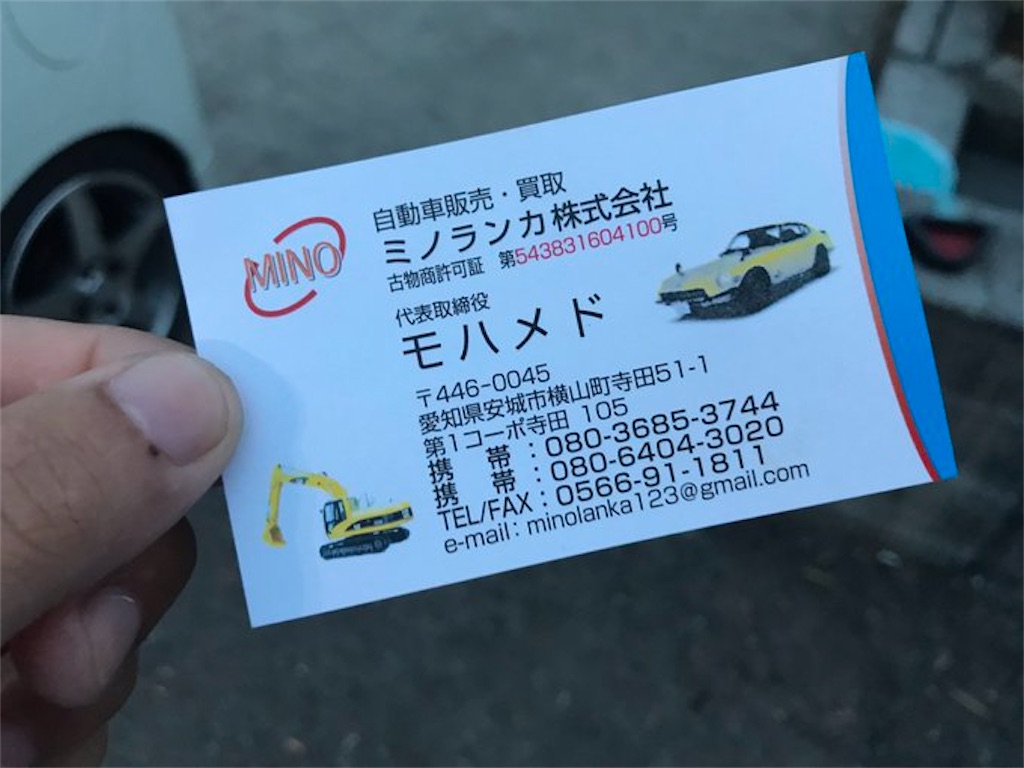 MINO
自動車販売・買取
ミノランカ株式会社
古物商許可証 第543831604100号
代表取締役
モハメド
〒446-0045
愛知県安城市横山町寺田51-1
第1コーポ寺田 105
携 帯：080-3685-3744
携 帯：080-6404-3020
TEL/FAX：0566-91-1811
e-mail：minolanka123@gmail.com